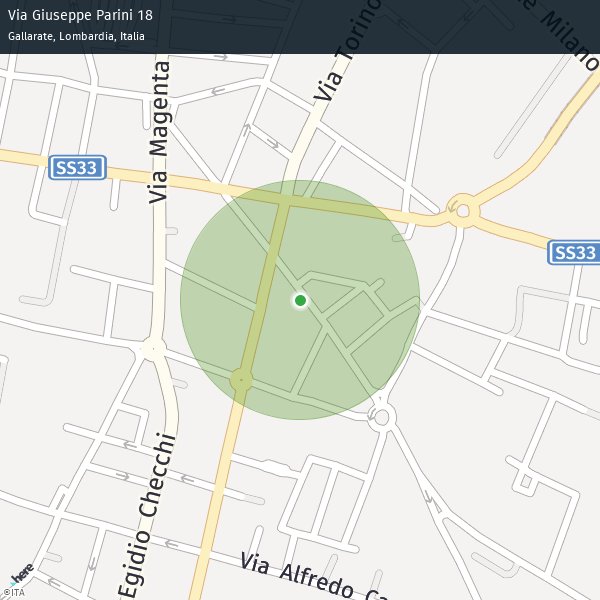 Via Giuseppe Parini 18
Gallarate, Lombardia, Italia
Milano
Via Torino
Via Magenta
SS33
SS33
Egidio Checchi
Via Alfredo
here
©ITA